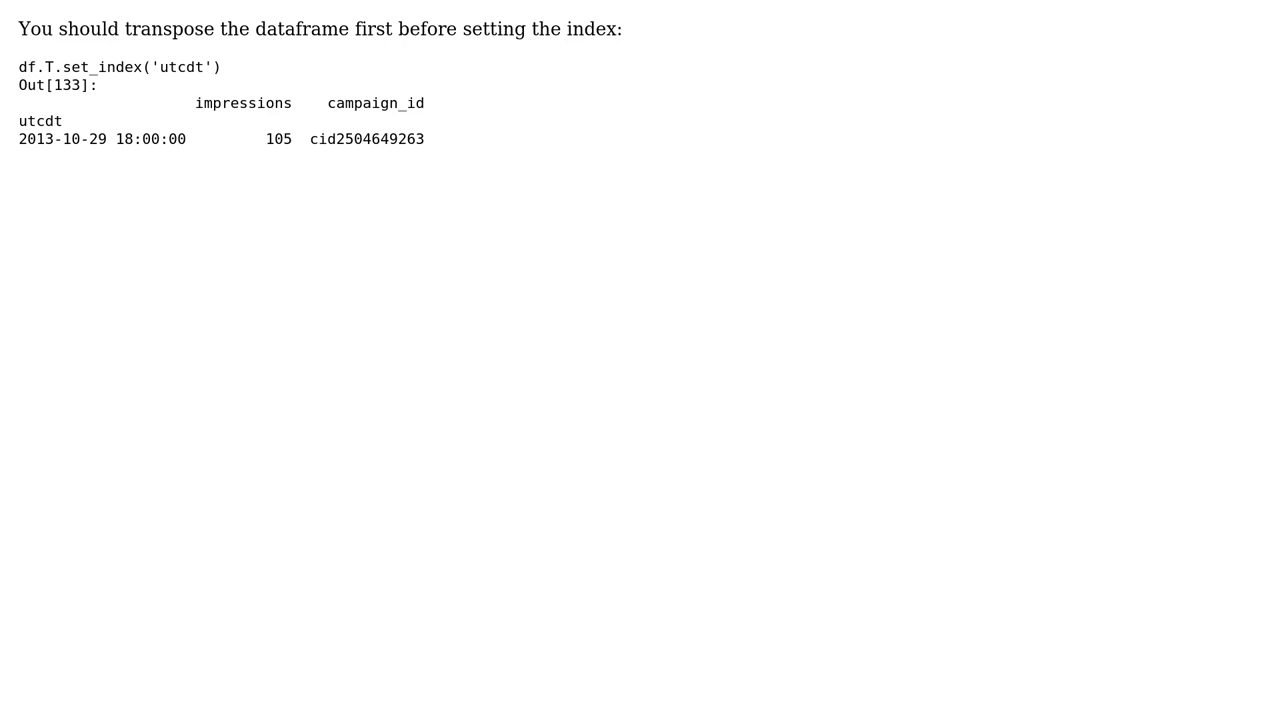 You should transpose the dataframe first before setting the index:
df.T.set_index('utcdt')
Out[133]:
                    impressions    campaign_id
utcdt
2013-10-29 18:00:00         105  cid2504649263